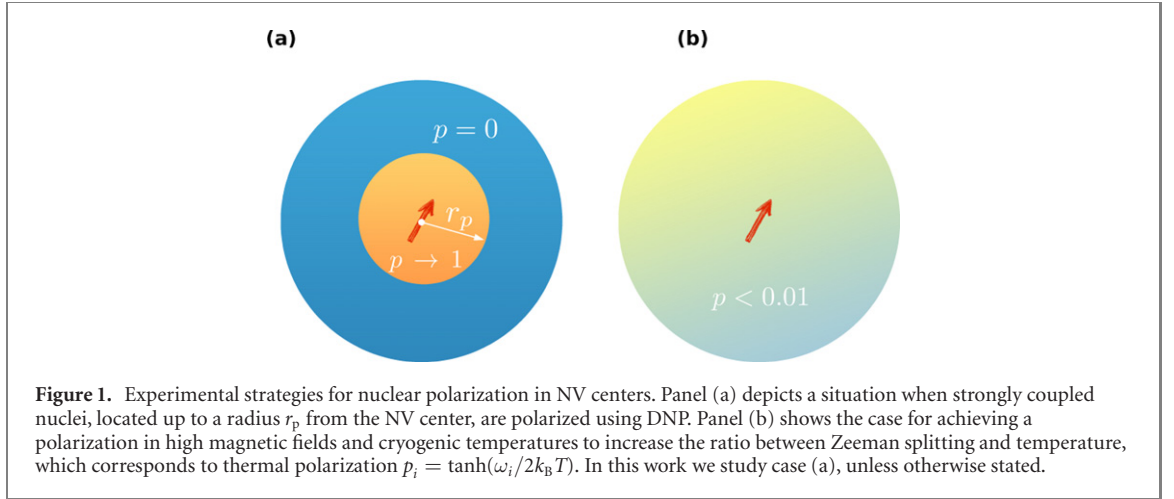 (a)
(b)
p = 0
r_p
p → 1
p < 0.01
Figure 1. Experimental strategies for nuclear polarization in NV centers. Panel (a) depicts a situation when strongly coupled
nuclei, located up to a radius r_p from the NV center, are polarized using DNP. Panel (b) shows the case for achieving a
polarization in high magnetic fields and cryogenic temperatures to increase the ratio between Zeeman splitting and temperature,
which corresponds to thermal polarization p_i = tanh(ω_i/2k_BT). In this work we study case (a), unless otherwise stated.